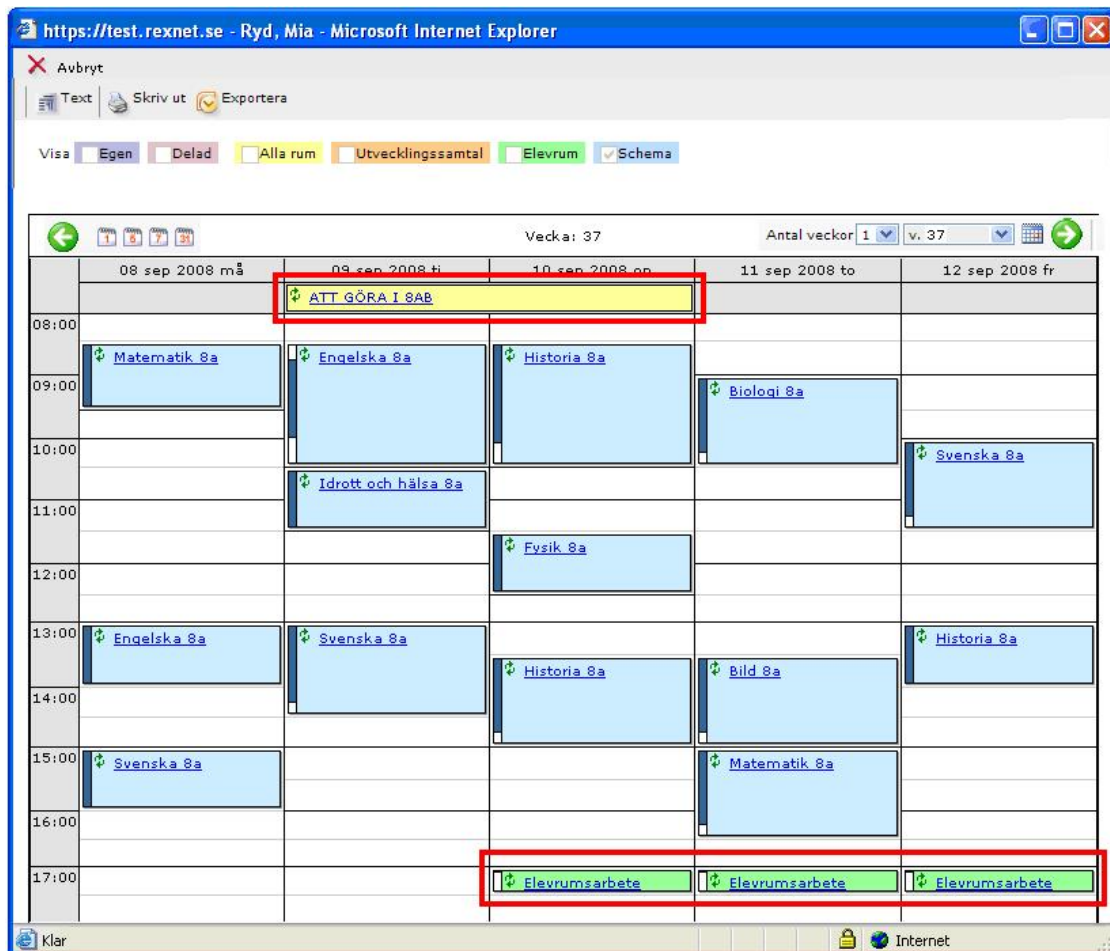 https://test.rexnet.se - Ryd, Mia - Microsoft Internet Explorer
Avbryt
Text Skriv ut Exportera
Visa Egen Delad Alla rum Utvecklingssamtal Elevrum Schema
1 5 7 31 Vecka: 37 Antal veckor 1 v. 37
08 sep 2008 må 09 sep 2008 ti 10 sep 2008 on 11 sep 2008 to 12 sep 2008 fr
ATT GÖRA I 8AB
08:00
Matematik 8a Engelska 8a Historia 8a
09:00
Biologi 8a
10:00
Svenska 8a
Idrott och hälsa 8a
11:00
Fysik 8a
12:00
13:00
Engelska 8a Svenska 8a Historia 8a
Historia 8a Bild 8a
14:00
15:00
Svenska 8a Matematik 8a
16:00
17:00
Elevrumsarbete Elevrumsarbete Elevrumsarbete
Klar Internet